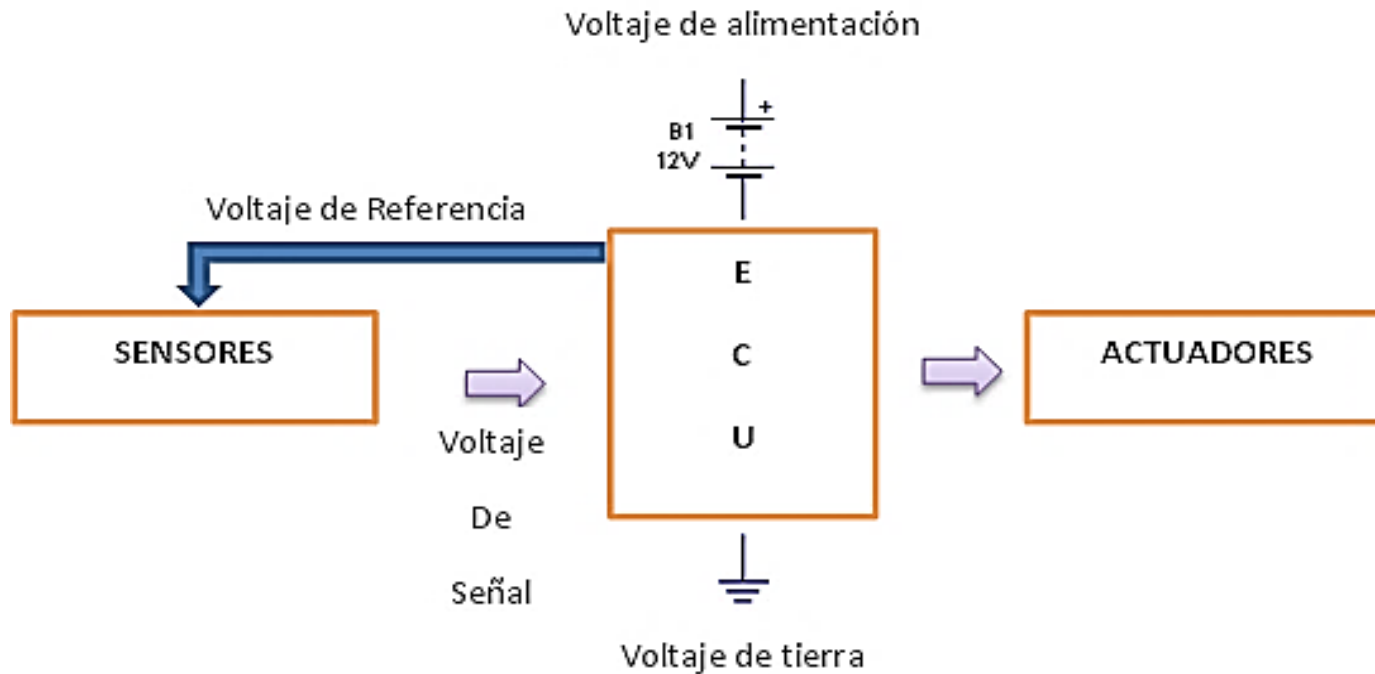 Voltaje de alimentación
+
B1
12V
Voltaje de Referencia
E
SENSORES
C
ACTUADORES
U
Voltaje
De
Señal
Voltaje de tierra